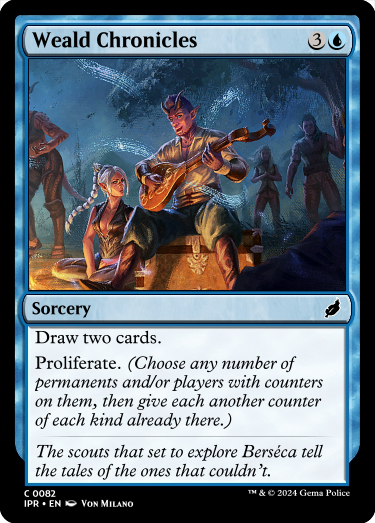 Weald Chronicles 3
Sorcery
Draw two cards.
Proliferate. (Choose any number of
permanents and/or players with counters
on them, then give each another counter
of each kind already there.)
The scouts that set to explore Berséca tell
the tales of the ones that couldn't.
C 0082
IPR • EN Von Milano
™ & © 2024 Gema Police